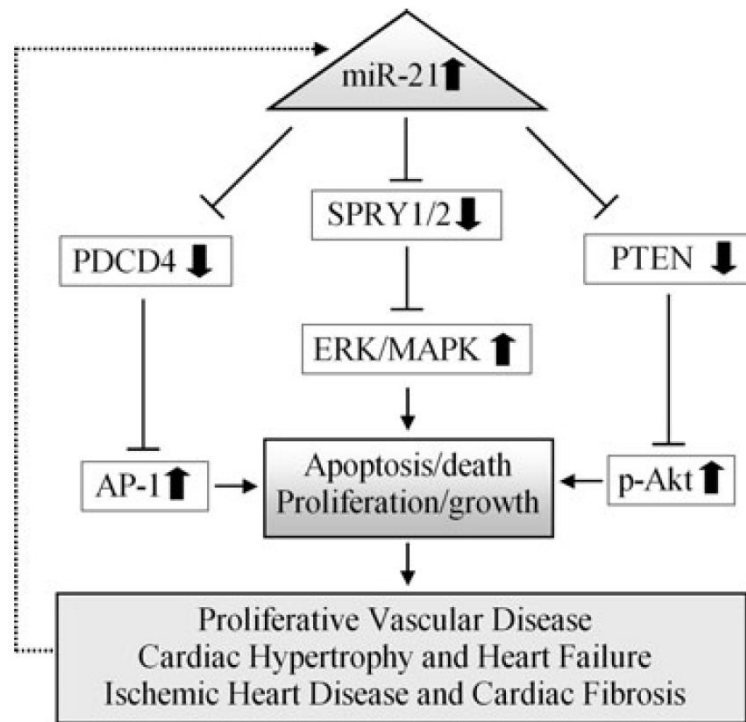 miR-21
SPRY1/2
PDCD4
PTEN
ERK/MAPK
AP-1
Apoptosis/death
Proliferation/growth
p-Akt
Proliferative Vascular Disease
Cardiac Hypertrophy and Heart Failure
Ischemic Heart Disease and Cardiac Fibrosis